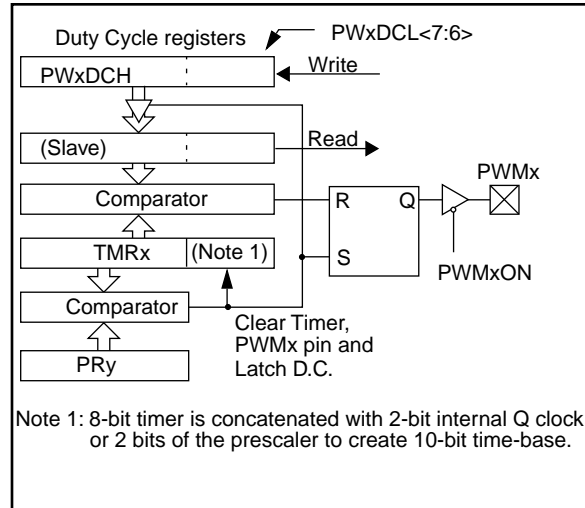 Duty Cycle registers
PWxDCL<7:6>
PWxDCH
Write
(Slave)
Read
Comparator
PWMx
R
Q
TMRx
(Note 1)
S
PWMxON
Comparator
Clear Timer,
PWMx pin and
Latch D.C.
PRy
Note 1: 8-bit timer is concatenated with 2-bit internal Q clock
or 2 bits of the prescaler to create 10-bit time-base.